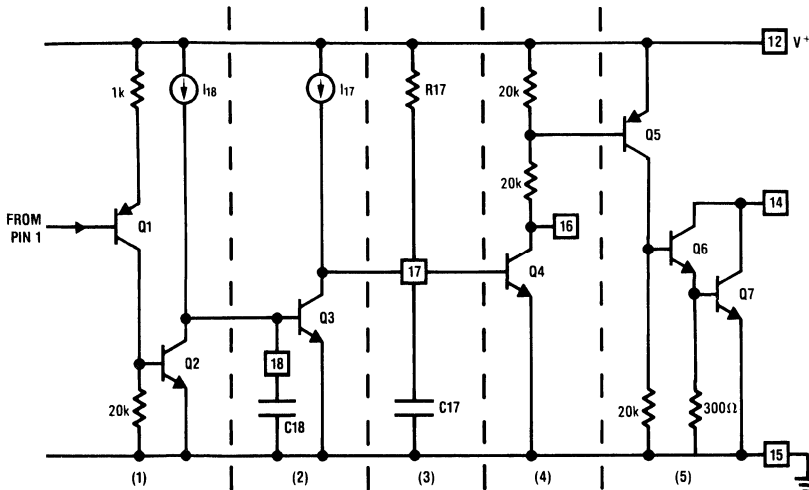 12 V+
1k
I18
I17
R17
20k
Q5
20k
14
FROM
PIN 1
Q1
16
Q6
17
Q4
Q7
Q3
Q2
18
20k
C18
C17
20k
300Ω
15
(1)
(2)
(3)
(4)
(5)